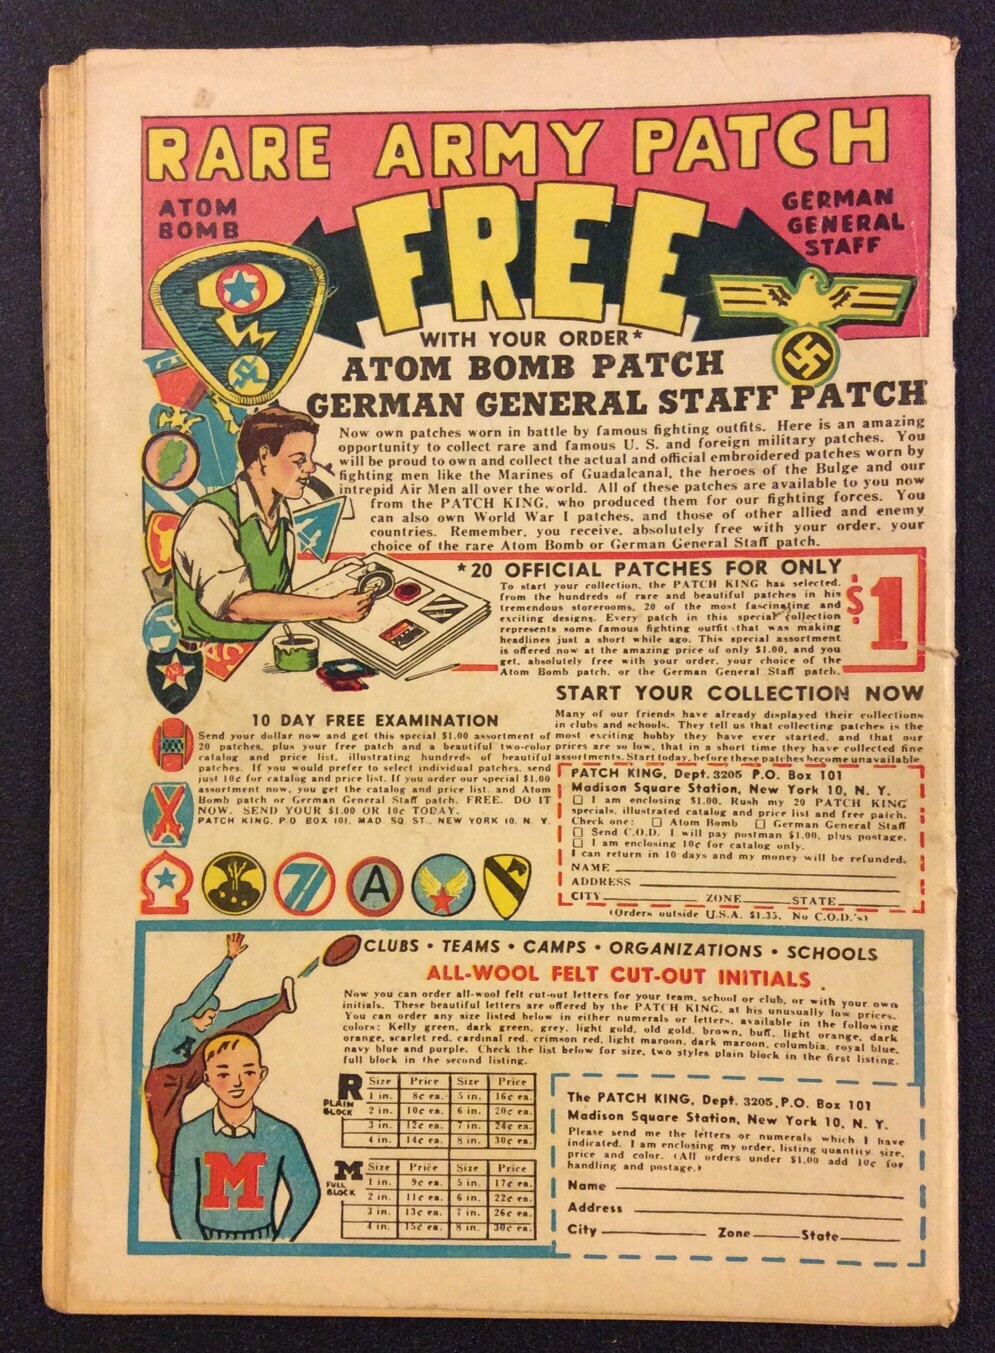 RARE ARMY PATCH
ATOM
BOMB
FREE
GERMAN
GENERAL
STAFF
WITH YOUR ORDER*
ATOM BOMB PATCH
GERMAN GENERAL STAFF PATCH
Now own patches worn in battle by famous fighting outfits. Here is an amazing
opportunity to collect rare and famous U. S. and foreign military patches. You
will be proud to own and collect the actual and official embroidered patches worn by
fighting men like the Marines of Guadalcanal, the heroes of the Bulge and our
intrepid Air Men all over the world. All of these patches are available to you now
from the PATCH KING, who produced them for our fighting forces. You
can also own World War I patches, and those of other allied and enemy
countries. Remember, you receive, absolutely free with your order, your
choice of the rare Atom Bomb or German General Staff patch.
*20 OFFICIAL PATCHES FOR ONLY
$1
To start your collection, the PATCH KING has selected,
from the hundreds of rare and beautiful patches in his
tremendous storerooms, 20 of the most fascinating and
exciting designs. Every patch in this special collection
represents some famous fighting outfit that was making
headlines just a short while ago. This special assortment
is offered now at the amazing price of only $1.00, and you
get, absolutely free with your order, your choice of the
Atom Bomb patch, or the German General Staff patch.
START YOUR COLLECTION NOW
Many of our friends have already displayed their collections
in clubs and schools. They tell us that collecting patches is the
most exciting hobby they have ever started, and that our
prices are so low, that in a short time they have collected fine
assortments. Start today, before these patches become unavailable.
10 DAY FREE EXAMINATION
Send your dollar now and get this special $1.00 assortment of
20 patches, plus your free patch and a beautiful two-color
catalog and price list, illustrating hundreds of beautiful
patches. If you would prefer to select individual patches, send
just 10¢ for catalog and price list. If you order our special $1.00
assortment now, you get the catalog and price list, and Atom
Bomb patch or German General Staff patch, FREE. DO IT
NOW. SEND YOUR $1.00 OR 10¢ TODAY.
PATCH KING, P.O BOX 101, MAD. SQ ST., NEW YORK 10, N. Y.
PATCH KING, Dept. 3205 P.O. Box 101
Madison Square Station, New York 10, N. Y.
I am enclosing $1.00. Rush my 20 PATCH KING
specials, illustrated catalog and price list and free patch.
Check one: Atom Bomb German General Staff
Send C.O.D. I will pay postman $1.00, plus postage.
I am enclosing 10¢ for catalog only.
I can return in 10 days and my money will be refunded.
NAME
ADDRESS
CITY ZONE STATE
(Orders outside U.S.A. $1.35. No C.O.D.'s)
7
A
CLUBS • TEAMS • CAMPS • ORGANIZATIONS • SCHOOLS
ALL-WOOL FELT CUT-OUT INITIALS
Now you can order all-wool felt cut-out letters for your team, school or club, or with your own
initials. These beautiful letters are offered by the PATCH KING, at his unusually low prices.
You can order any size listed below in either numerals or letters, available in the following
colors: Kelly green, dark green, grey, light gold, old gold, brown, buff, light orange, dark
orange, scarlet red, cardinal red, crimson red, light maroon, dark maroon, columbia, royal blue,
navy blue and purple. Check the list below for size, two styles plain block in the first listing,
full block in the second listing.
A
M
R
PLAIN
BLOCK
Size Price Size Price
1 in. 8¢ ea. 5 in. 16¢ ea.
2 in. 10¢ ea. 6 in. 20¢ ea.
3 in. 12¢ ea. 7 in. 24¢ ea.
4 in. 14¢ ea. 8 in. 30¢ ea.
M
FULL
BLOCK
Size Price Size Price
1 in. 9¢ ea. 5 in. 17¢ ea.
2 in. 11¢ ea. 6 in. 22¢ ea.
3 in. 13¢ ea. 7 in. 26¢ ea.
4 in. 15¢ ea. 8 in. 30¢ ea.
The PATCH KING, Dept. 3205, P.O. Box 101
Madison Square Station, New York 10, N. Y.
Please send me the letters or numerals which I have
indicated. I am enclosing my order, listing quantity, size,
price and color. (All orders under $1.00 add 10¢ for
handling and postage.)
Name
Address
City Zone State